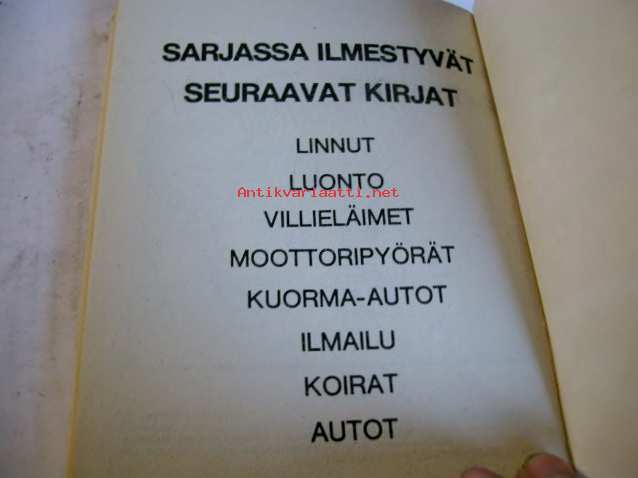 SARJASSA ILMESTYVÄT
SEURAAVAT KIRJAT
LINNUT
LUONTO
Antikvariaatti.net
VILLIELÄIMET
MOOTTORIPYÖRÄT
KUORMA-AUTOT
ILMAILU
KOIRAT
AUTOT